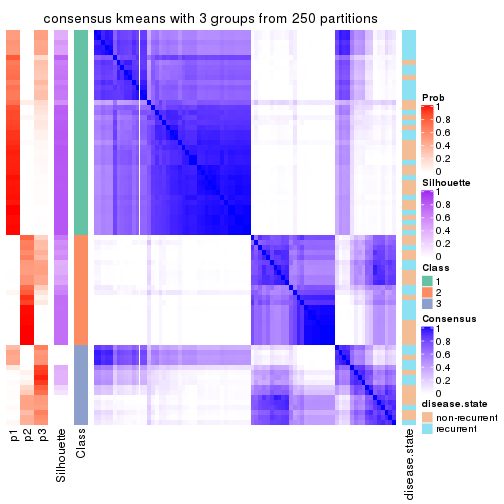 consensus kmeans with 3 groups from 250 partitions
p1
p2
p3
Silhouette
Class
disease.state
Prob
1
0.8
0.6
0.4
0.2
0
Silhouette
1
0.8
0.6
0.4
0.2
0
Class
1
2
3
Consensus
1
0.8
0.6
0.4
0.2
0
disease.state
non-recurrent
recurrent